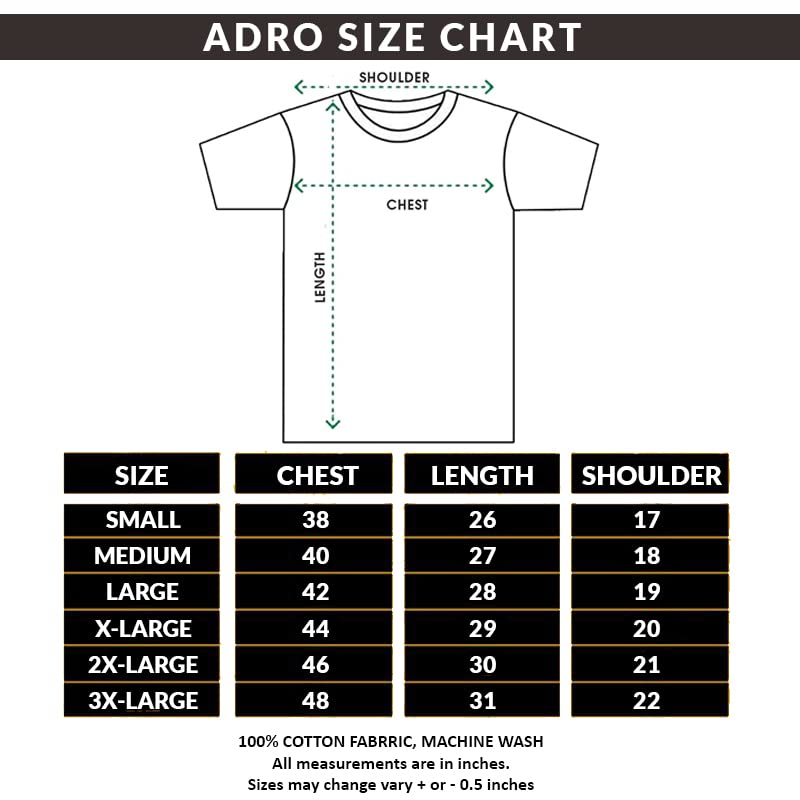 ADRO SIZE CHART
SHOULDER
CHEST
LENGTH
SIZE CHEST LENGTH SHOULDER
SMALL 38 26 17
MEDIUM 40 27 18
LARGE 42 28 19
X-LARGE 44 29 20
2X-LARGE 46 30 21
3X-LARGE 48 31 22
100% COTTON FABRRIC, MACHINE WASH
All measurements are in inches.
Sizes may change vary + or - 0.5 inches